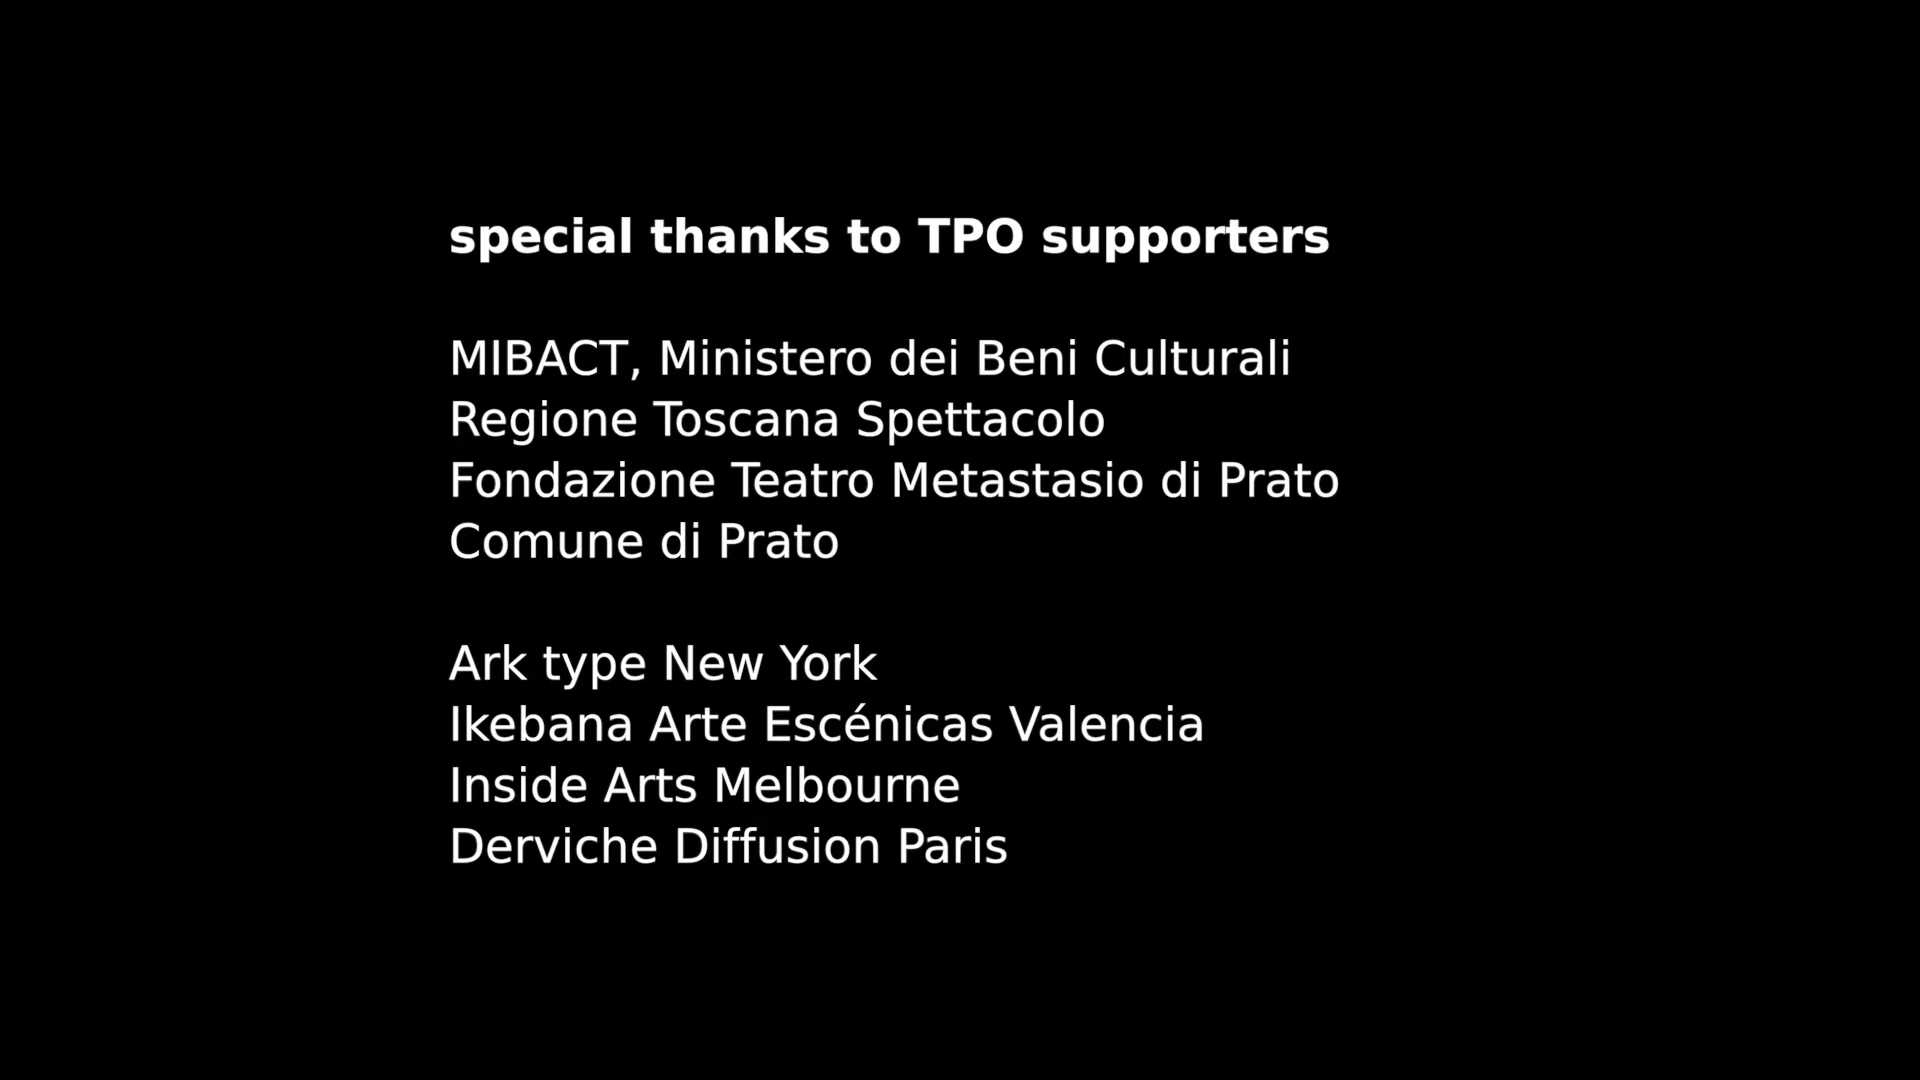 special thanks to TPO supporters
MIBACT, Ministero dei Beni Culturali
Regione Toscana Spettacolo
Fondazione Teatro Metastasio di Prato
Comune di Prato
Ark type New York
Ikebana Arte Escénicas Valencia
Inside Arts Melbourne
Derviche Diffusion Paris